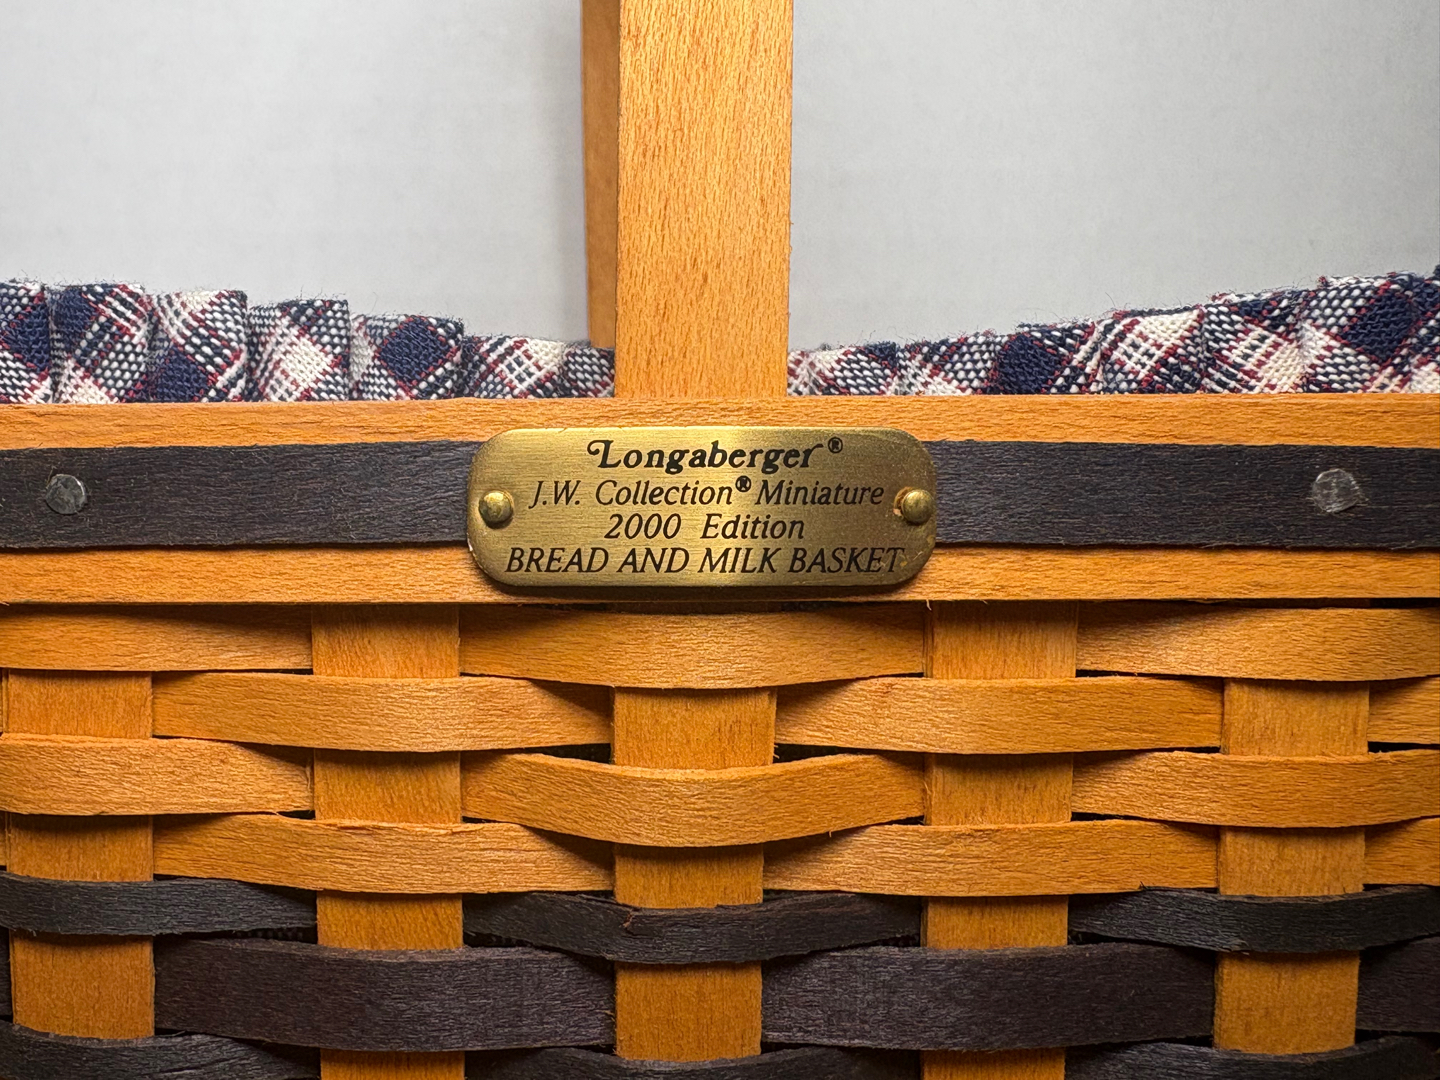 Longaberger®
J.W. Collection® Miniature
2000 Edition
BREAD AND MILK BASKET